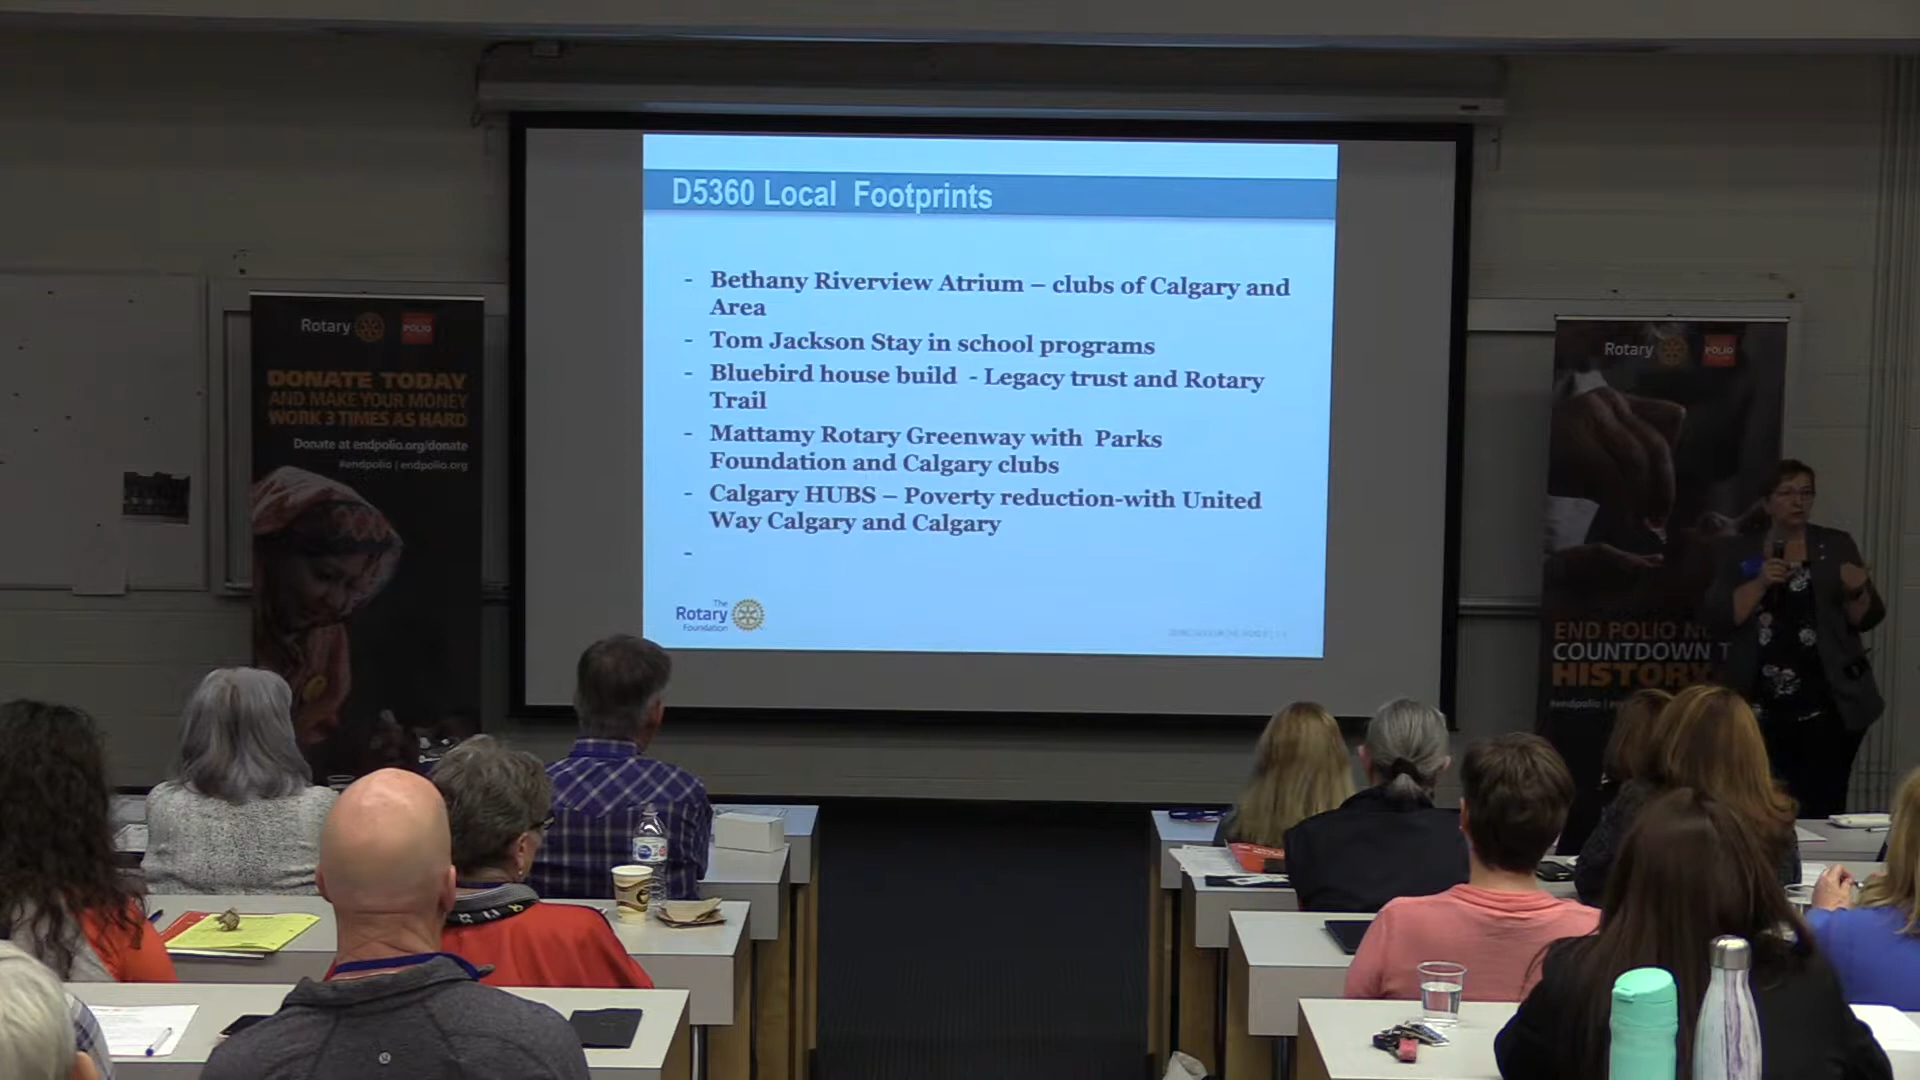 D5360 Local Footprints
- Bethany Riverview Atrium – clubs of Calgary and
Area
- Tom Jackson Stay in school programs
- Bluebird house build - Legacy trust and Rotary
Trail
- Mattamy Rotary Greenway with Parks
Foundation and Calgary clubs
- Calgary HUBS – Poverty reduction-with United
Way Calgary and Calgary
-
The
Rotary
Foundation
Rotary
POLIO
DONATE TODAY
AND MAKE YOUR MONEY
WORK 3 TIMES AS HARD
Donate at endpolio.org/donate
#endpolio | endpolio.org
Rotary
POLIO
END POLIO
COUNTDOWN T
HISTORY
#endpolio